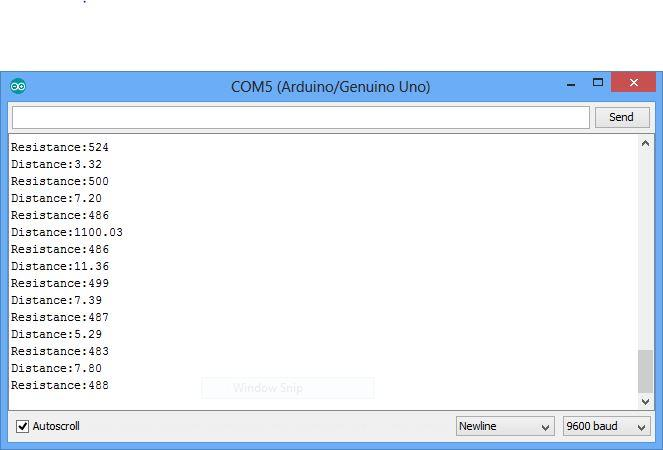 COM5 (Arduino/Genuino Uno)
Send
Resistance:524
Distance:3.32
Resistance:500
Distance:7.20
Resistance:486
Distance:1100.03
Resistance:486
Distance:11.36
Resistance:499
Distance:7.39
Resistance:487
Distance:5.29
Resistance:483
Distance:7.80
Resistance:488
Window Snip
Autoscroll
Newline
9600 baud